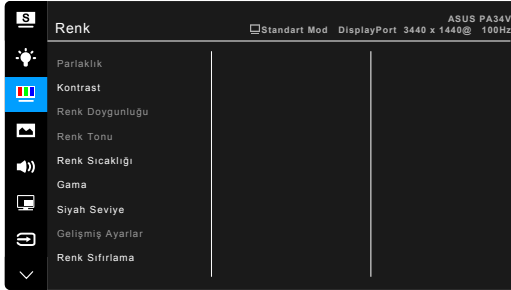 S
ASUS PA34V
Renk
Standart Mod DisplayPort 3440 x 1440@ 100Hz
Parlaklık
Kontrast
Renk Doygunluğu
Renk Tonu
Renk Sıcaklığı
Gama
Siyah Seviye
Gelişmiş Ayarlar
Renk Sıfırlama